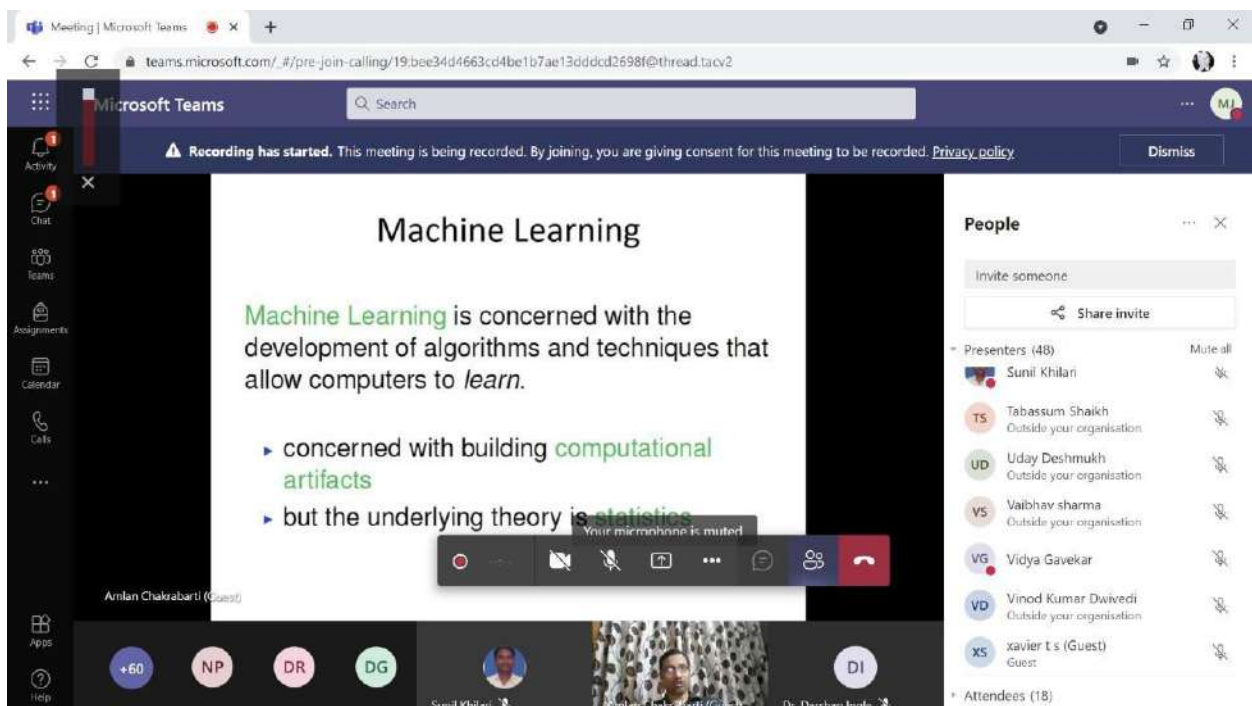 Meeting | Microsoft Teams
teams.microsoft.com/_#/pre-join-calling/19:bee34d4663cd4be1b7ae13dddcd2698f@thread.tacv2
Microsoft Teams
Search
MJ
1
Activity
Recording has started. This meeting is being recorded. By joining, you are giving consent for this meeting to be recorded. Privacy policy
Dismiss
1
Chat
Teams
Assignments
Calendar
Calls
Apps
Help
Machine Learning
Machine Learning is concerned with the
development of algorithms and techniques that
allow computers to learn.
concerned with building computational
artifacts
but the underlying theory is statistics
Your microphone is muted
Amlan Chakrabarti (Guest)
+60
NP
DR
DG
Sunil Khilari
DI
People
Invite someone
Share invite
Presenters (48)
Mute all
Sunil Khilari
TS
Tabassum Shaikh
Outside your organisation
UD
Uday Deshmukh
Outside your organisation
VS
Vaibhav sharma
Outside your organisation
VG
Vidya Gavekar
VD
Vinod Kumar Dwivedi
Outside your organisation
XS
xavier t s (Guest)
Guest
Attendees (18)